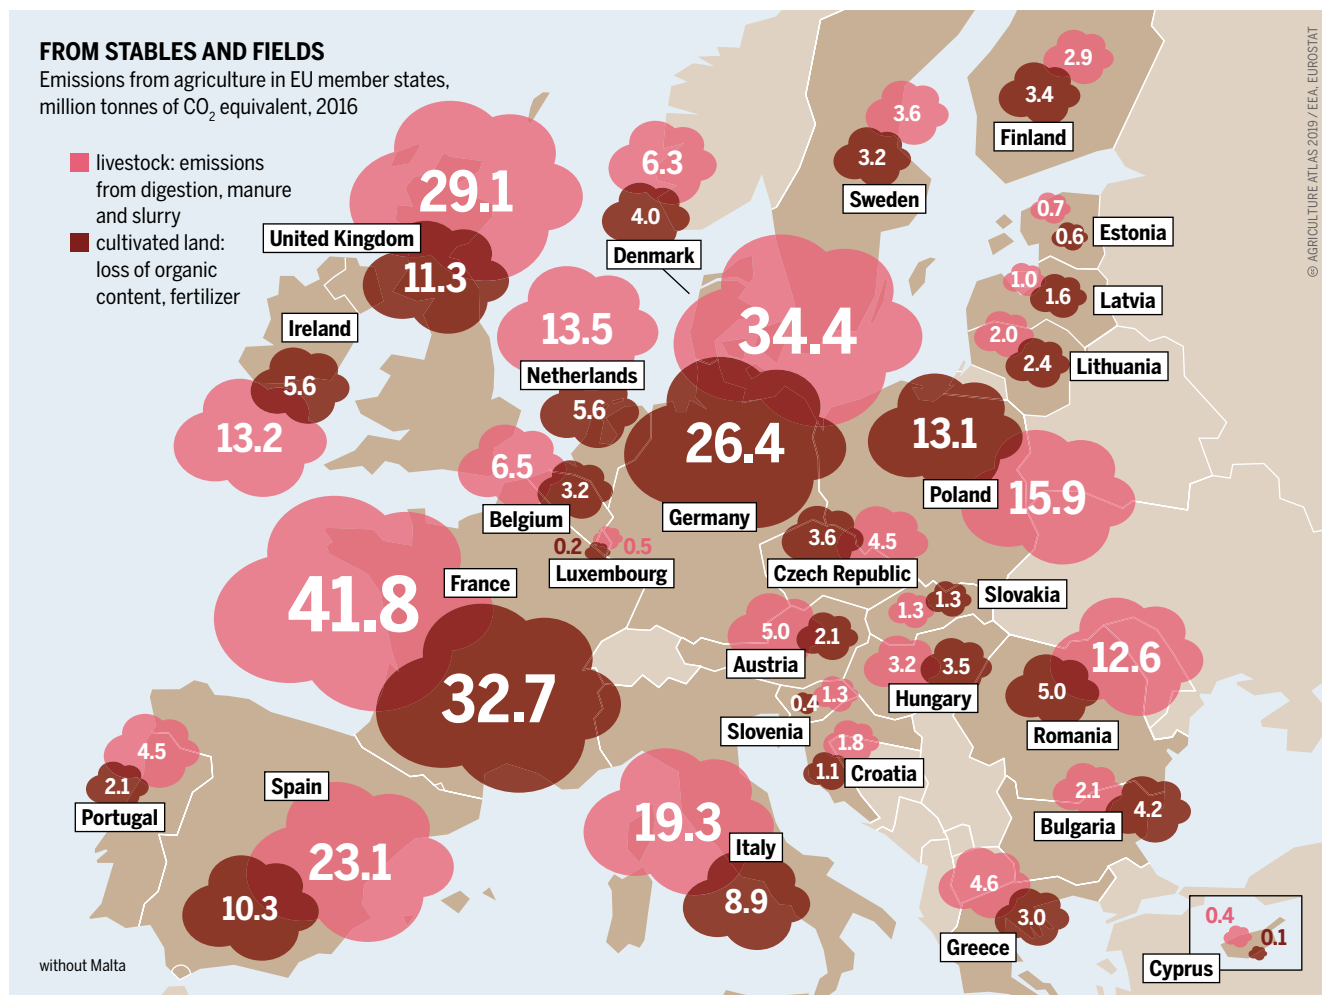 FROM STABLES AND FIELDS
Emissions from agriculture in EU member states,
million tonnes of CO₂ equivalent, 2016
livestock: emissions
from digestion, manure
and slurry
cultivated land:
loss of organic
content, fertilizer
© AGRICULTURE ATLAS 2019 / EEA, EUROSTAT
2.9
3.4
Finland
3.6
3.2
Sweden
6.3
4.0
Denmark
29.1
United Kingdom
11.3
0.7
0.6
Estonia
1.0
1.6
Latvia
2.0
2.4
Lithuania
Ireland
5.6
13.2
13.5
Netherlands
5.6
34.4
26.4
Germany
13.1
Poland
15.9
6.5
3.2
Belgium
0.2
0.5
Luxembourg
3.6
4.5
Czech Republic
1.3
1.3
Slovakia
41.8
France
32.7
5.0
2.1
Austria
3.2
3.5
Hungary
12.6
5.0
Romania
0.4
1.3
Slovenia
1.8
1.1
Croatia
4.5
2.1
Portugal
Spain
23.1
10.3
19.3
Italy
8.9
2.1
4.2
Bulgaria
4.6
3.0
Greece
0.4
0.1
Cyprus
without Malta